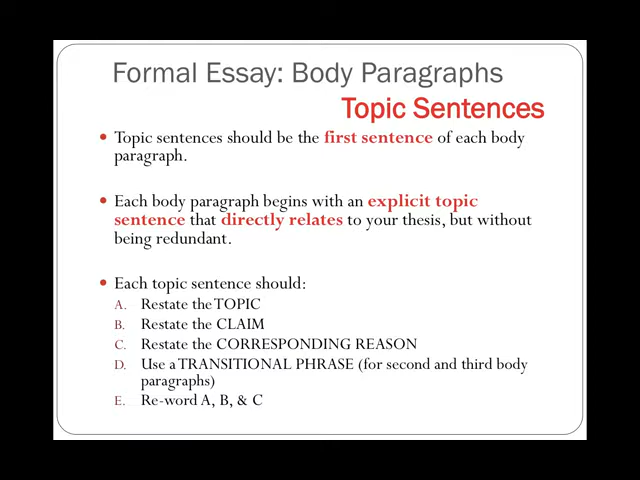 Formal Essay: Body Paragraphs
Topic Sentences
• Topic sentences should be the first sentence of each body
paragraph.
• Each body paragraph begins with an explicit topic
sentence that directly relates to your thesis, but without
being redundant.
• Each topic sentence should:
A. Restate the TOPIC
B. Restate the CLAIM
C. Restate the CORRESPONDING REASON
D. Use a TRANSITIONAL PHRASE (for second and third body
paragraphs)
E. Re-word A, B, & C